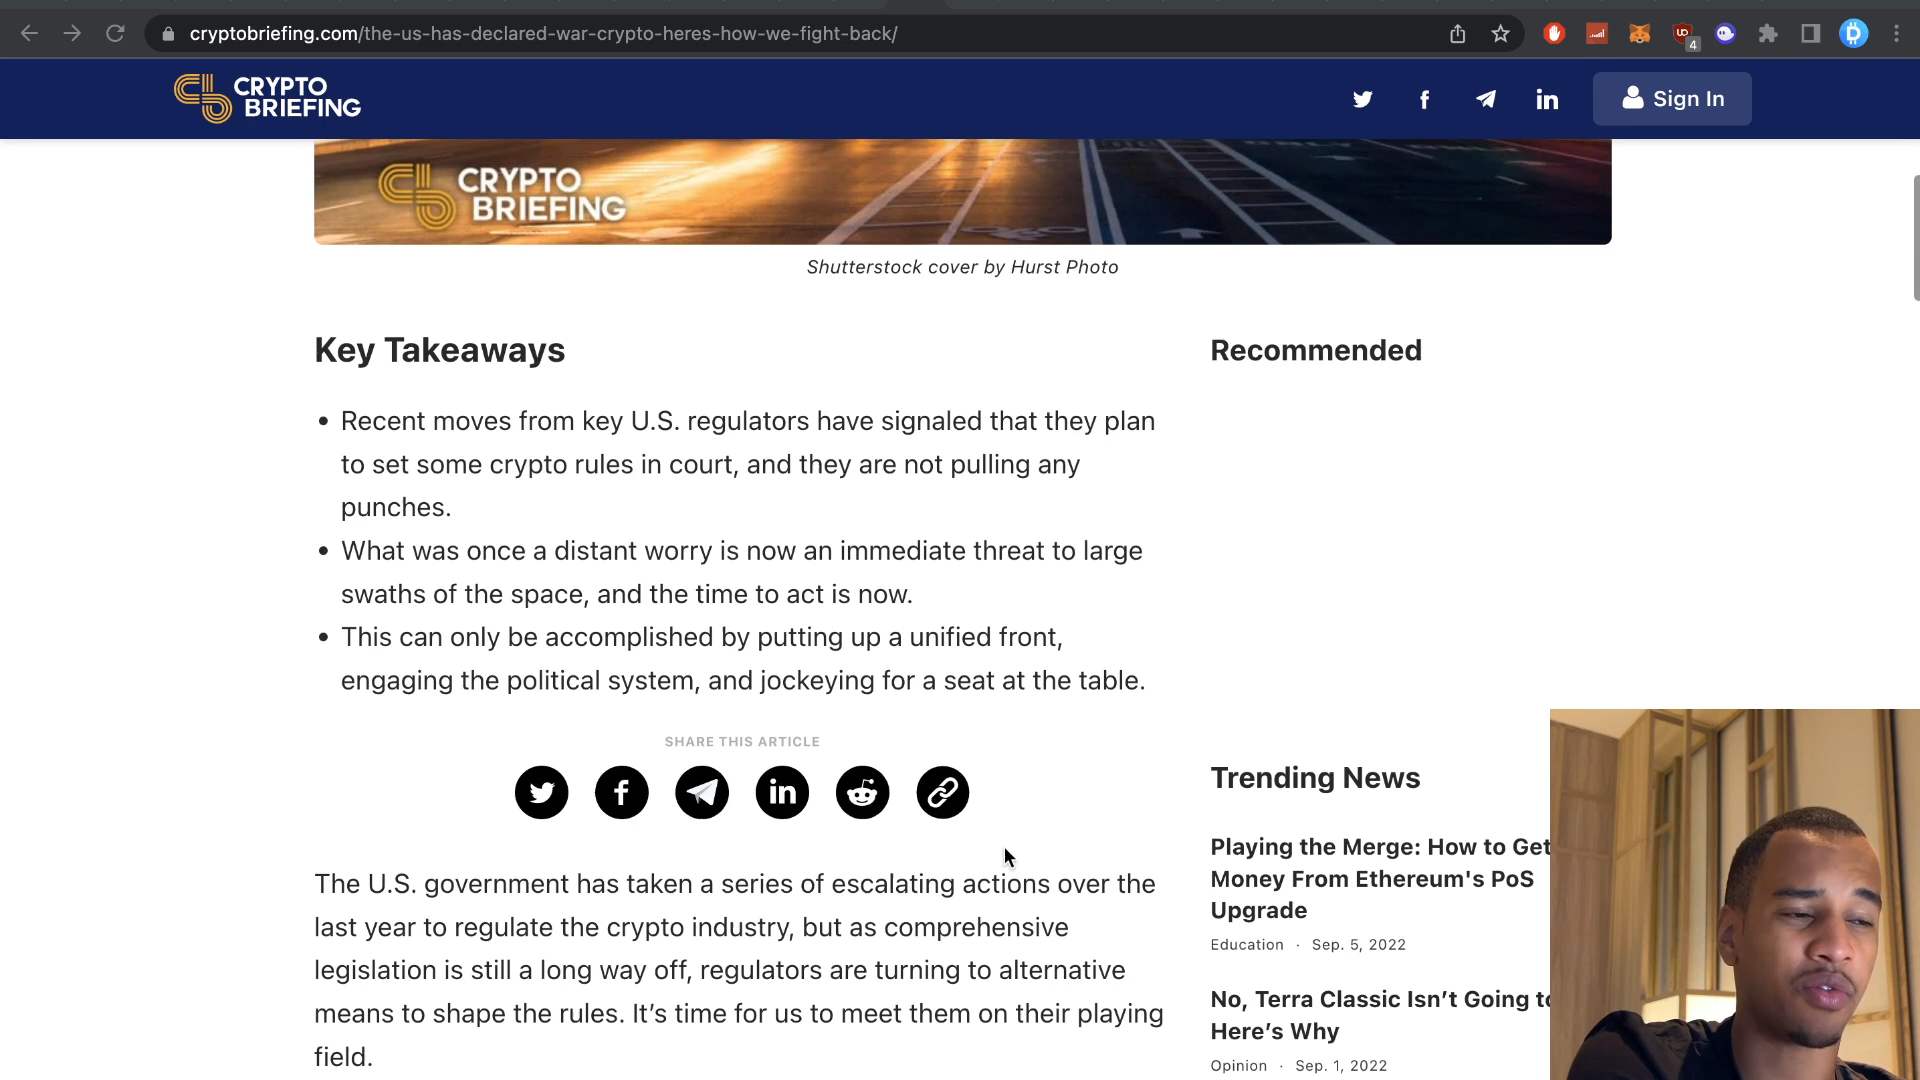 cryptobriefing.com/the-us-has-declared-war-crypto-heres-how-we-fight-back/
4
CRYPTO
BRIEFING
Sign In
CRYPTO
BRIEFING
Shutterstock cover by Hurst Photo
Key Takeaways
• Recent moves from key U.S. regulators have signaled that they plan
to set some crypto rules in court, and they are not pulling any
punches.
• What was once a distant worry is now an immediate threat to large
swaths of the space, and the time to act is now.
• This can only be accomplished by putting up a unified front,
engaging the political system, and jockeying for a seat at the table.
SHARE THIS ARTICLE
The U.S. government has taken a series of escalating actions over the
last year to regulate the crypto industry, but as comprehensive
legislation is still a long way off, regulators are turning to alternative
means to shape the rules. It’s time for us to meet them on their playing
field.
Recommended
Trending News
Playing the Merge: How to Get
Money From Ethereum's PoS
Upgrade
Education · Sep. 5, 2022
No, Terra Classic Isn’t Going to
Here’s Why
Opinion · Sep. 1, 2022